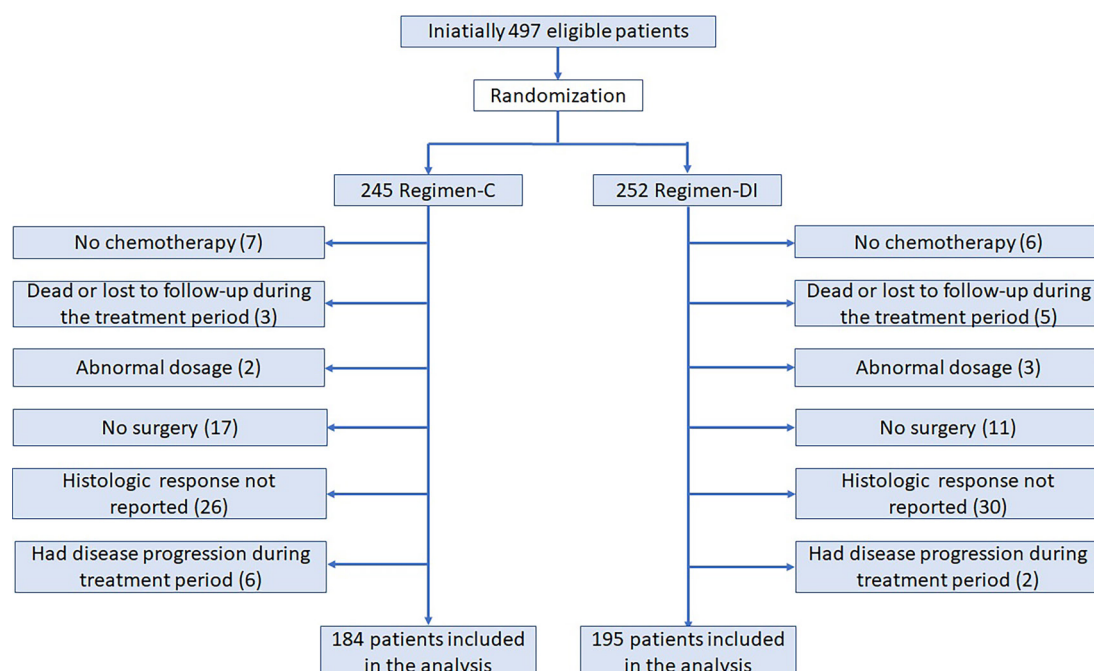 Iniatially 497 eligible patients
Randomization
245 Regimen-C
252 Regimen-DI
No chemotherapy (7)
No chemotherapy (6)
Dead or lost to follow-up during
the treatment period (3)
Dead or lost to follow-up during
the treatment period (5)
Abnormal dosage (2)
Abnormal dosage (3)
No surgery (17)
No surgery (11)
Histologic response not
reported (26)
Histologic response not
reported (30)
Had disease progression during
treatment period (6)
Had disease progression during
treatment period (2)
184 patients included
in the analysis
195 patients included
in the analysis